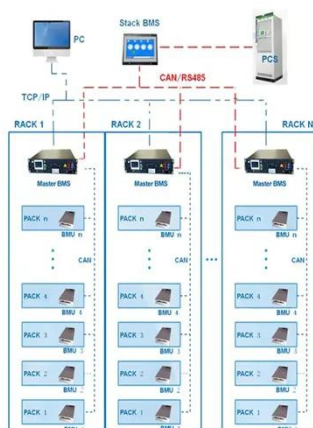 Stack BMS
PC
PCS
CAN/RS485
TCP/IP
RACK 1
RACK 2
RACK N
Master BMS
Master BMS
Master BMS
PACK n
PACK n
PACK n
BMU n
BMU n
BMU n
CAN
CAN
CAN
PACK 4
PACK 4
PACK 4
BMU 4
BMU 4
BMU 4
PACK 3
PACK 3
PACK 3
BMU 3
BMU 3
BMU 3
PACK 2
PACK 2
PACK 2
BMU 2
BMU 2
BMU 2
PACK 1
PACK 1
PACK 1